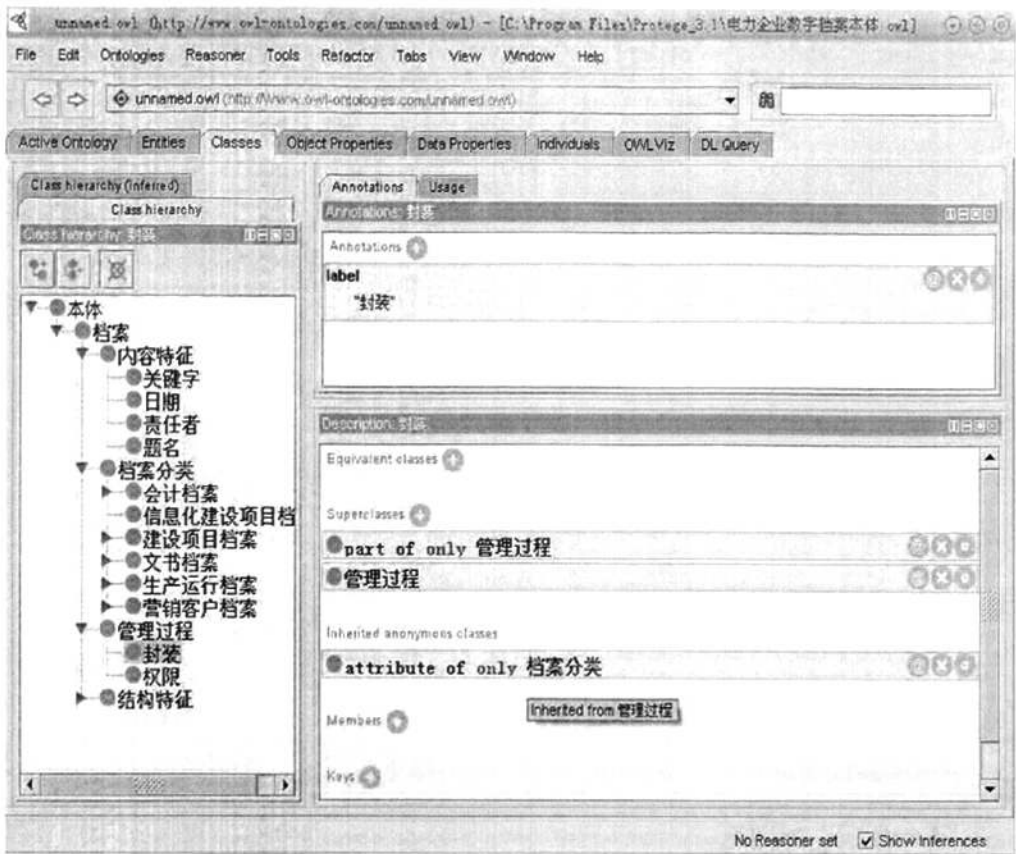 unnamed owl (http://www owl-ontologies com/unnamed owl) - [C:\Program Files\Protege_3.1\电力企业数字档案本体 owl]
File Edit Ontologies Reasoner Tools Refactor Tabs View Window Help
unnamed.owl (http://www.owl-ontologies.com/unnamed.owl)
Active Ontology Entities Classes Object Properties Data Properties Individuals OWLViz DL Query
Class hierarchy (Inferred)
Class hierarchy
Class hierarchy: 封装
本体
档案
内容特征
关键字
日期
责任者
题名
档案分类
会计档案
信息化建设项目档
建设项目档案
文书档案
生产运行档案
营销客户档案
管理过程
封装
权限
结构特征
Annotations Usage
Annotations: 封装
Annotations
label
"封装"
Description: 封装
Equivalent classes
Superclasses
part of only 管理过程
管理过程
Inherited anonymous classes
attribute of only 档案分类
Inherited from 管理过程
Members
Keys
No Reasoner set Show Inferences